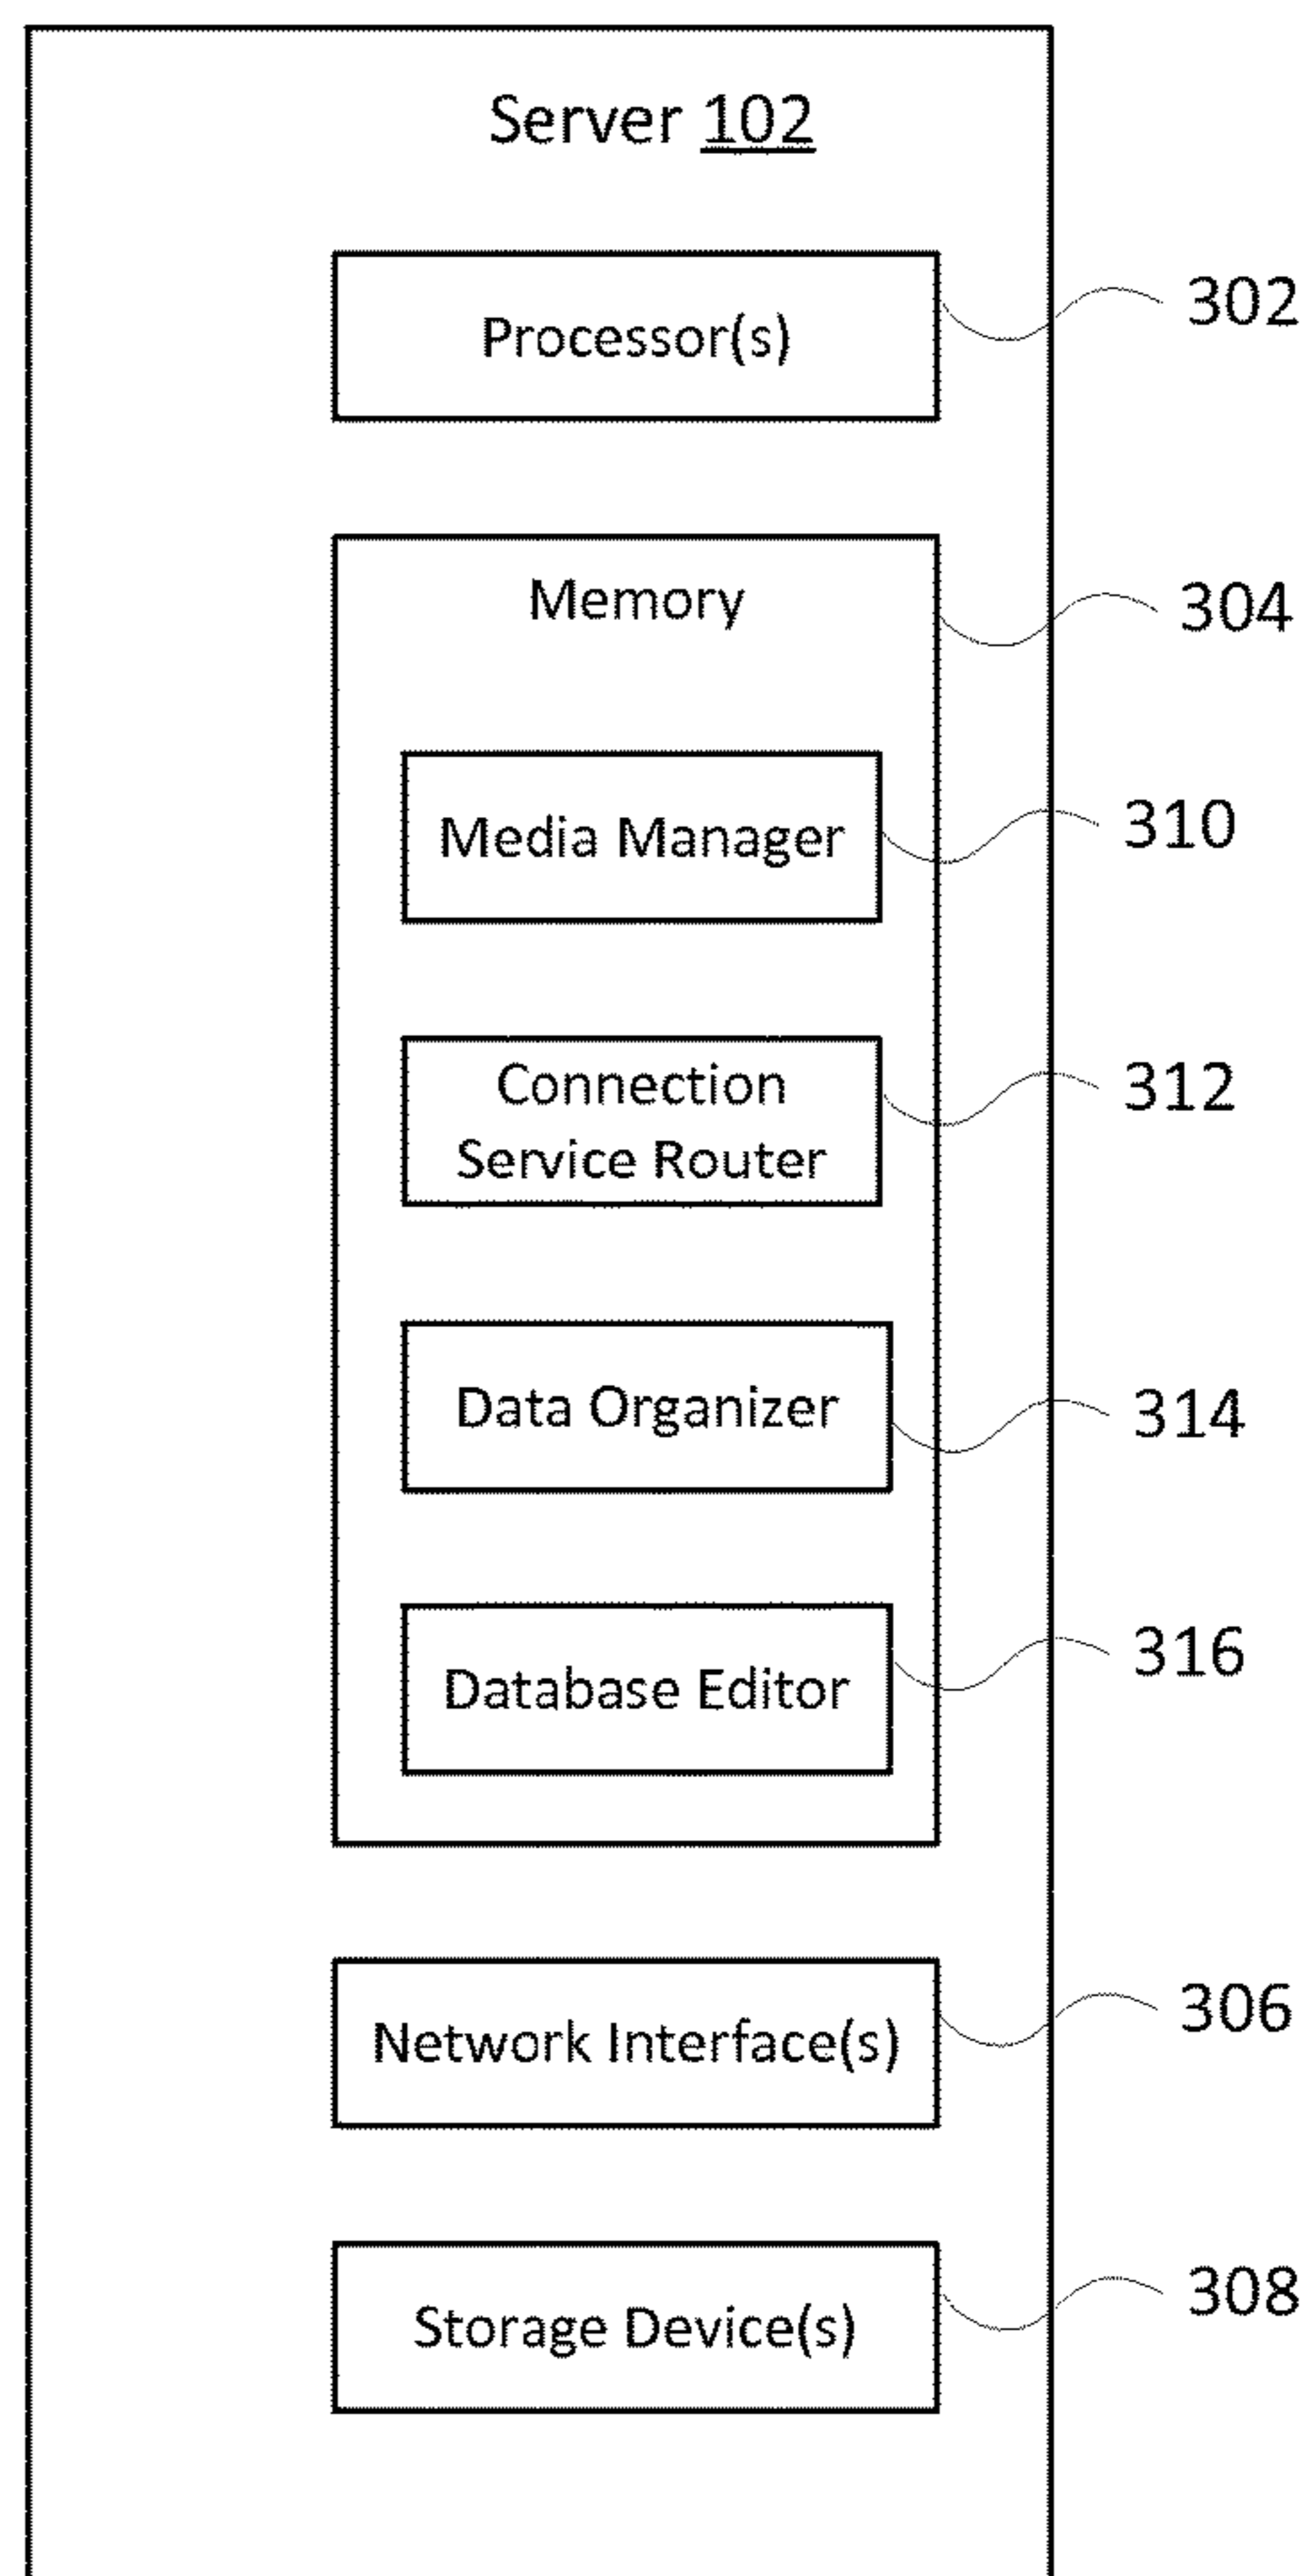 Server 102
Processor(s)
302
Memory
304
Media Manager
310
Connection
Service Router
312
Data Organizer
314
Database Editor
316
Network Interface(s)
306
Storage Device(s)
308